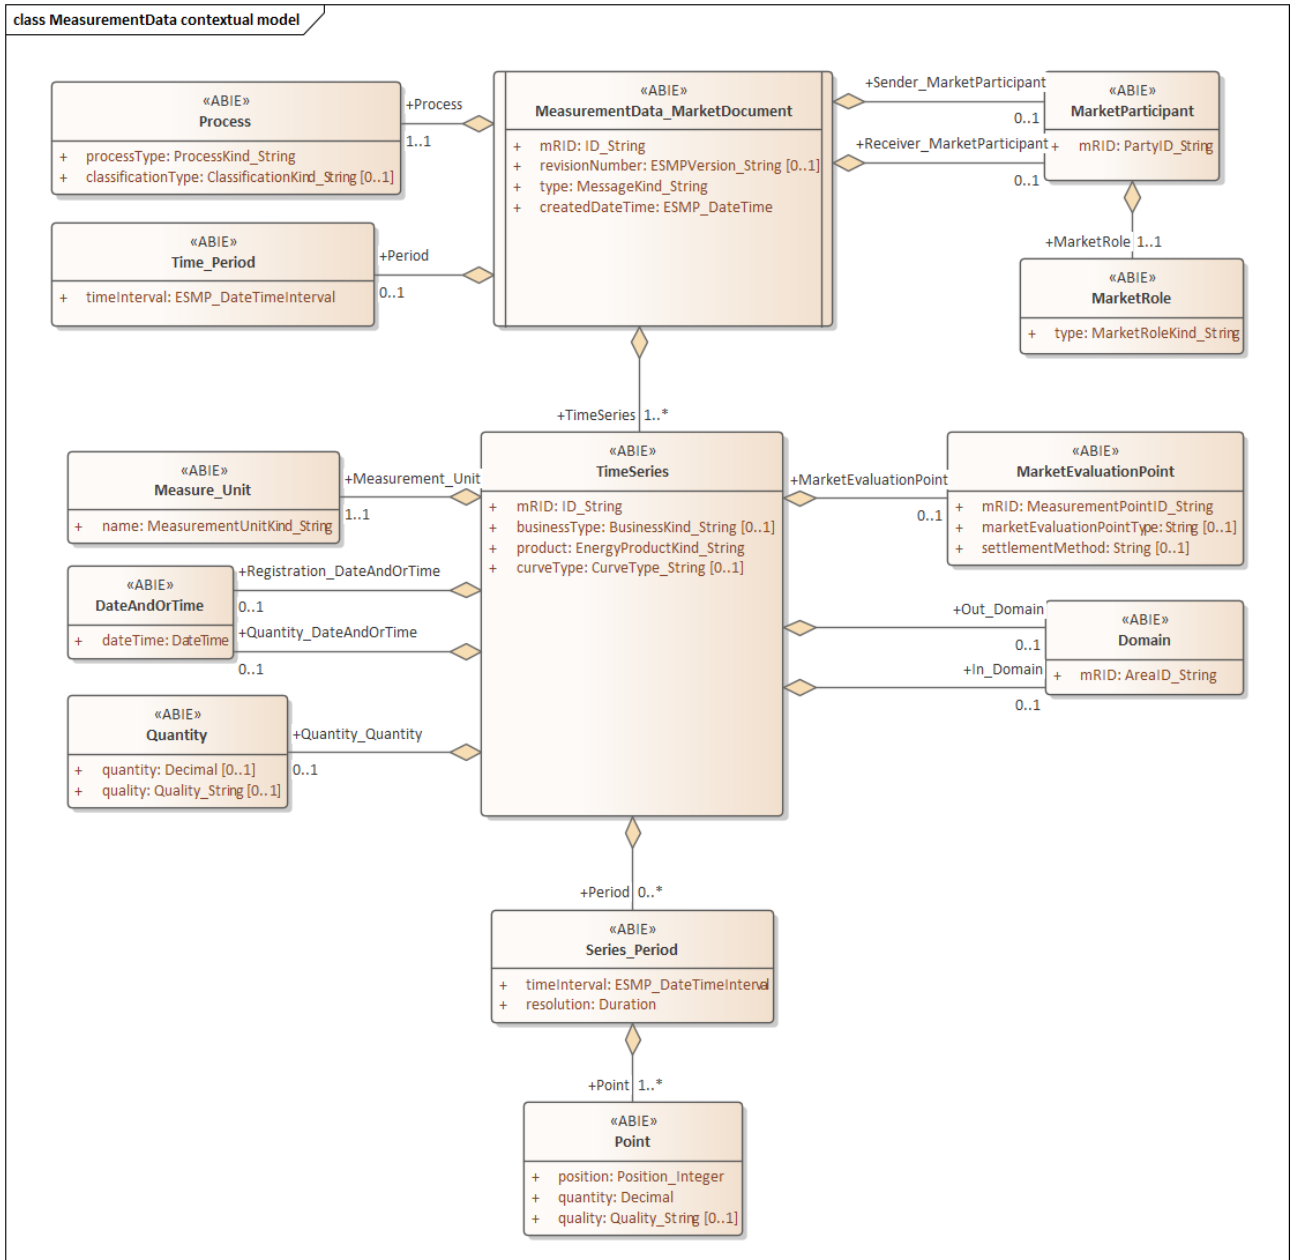 class MeasurementData contextual model
«ABIE»
Process
+ processType: ProcessKind_String
+ classificationType: ClassificationKind_String [0..1]
+Process
1..1
«ABIE»
MeasurementData_MarketDocument
+ mRID: ID_String
+ revisionNumber: ESMPVersion_String [0..1]
+ type: MessageKind_String
+ createdDateTime: ESMP_DateTime
+Sender_MarketParticipant
0..1
+Receiver_MarketParticipant
0..1
«ABIE»
MarketParticipant
+ mRID: PartyID_String
«ABIE»
Time_Period
+ timeInterval: ESMP_DateTimeInterval
+Period
0..1
+MarketRole 1..1
«ABIE»
MarketRole
+ type: MarketRoleKind_String
+TimeSeries 1..*
«ABIE»
Measure_Unit
+ name: MeasurementUnitKind_String
+Measurement_Unit
1..1
«ABIE»
TimeSeries
+ mRID: ID_String
+ businessType: BusinessKind_String [0..1]
+ product: EnergyProductKind_String
+ curveType: CurveType_String [0..1]
+MarketEvaluationPoint
0..1
«ABIE»
MarketEvaluationPoint
+ mRID: MeasurementPointID_String
+ marketEvaluationPointType: String [0..1]
+ settlementMethod: String [0..1]
«ABIE»
DateAndOrTime
+ dateTime: DateTime
+Registration_DateAndOrTime
0..1
+Quantity_DateAndOrTime
0..1
+Out_Domain
0..1
+In_Domain
0..1
«ABIE»
Domain
+ mRID: AreaID_String
«ABIE»
Quantity
+ quantity: Decimal [0..1]
+ quality: Quality_String [0..1]
+Quantity_Quantity
0..1
+Period 0..*
«ABIE»
Series_Period
+ timeInterval: ESMP_DateTimeInterval
+ resolution: Duration
+Point 1..*
«ABIE»
Point
+ position: Position_Integer
+ quantity: Decimal
+ quality: Quality_String [0..1]